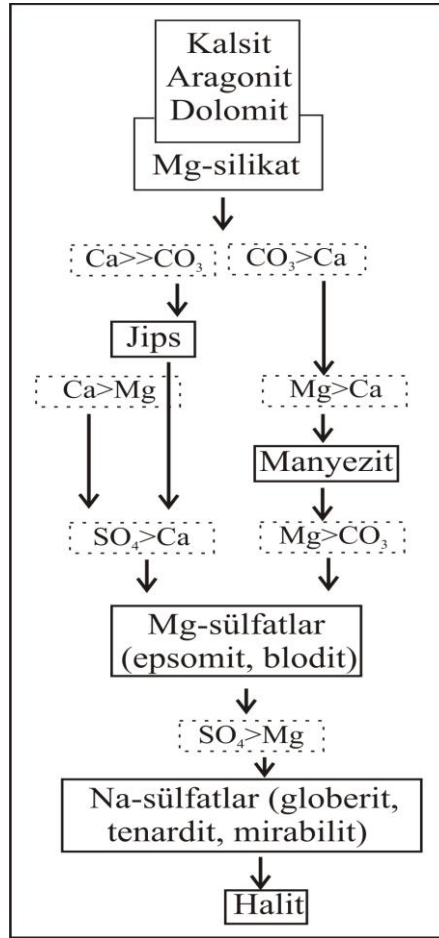 Kalsit
Aragonit
Dolomit
Mg-silikat
Ca>>CO₃
CO₃>Ca
Jips
Ca>Mg
Mg>Ca
Manyezit
SO₄>Ca
Mg>CO₃
Mg-sülfatlar
(epsomit, blodit)
SO₄>Mg
Na-sülfatlar (globerit,
tenardit, mirabilit)
Halit